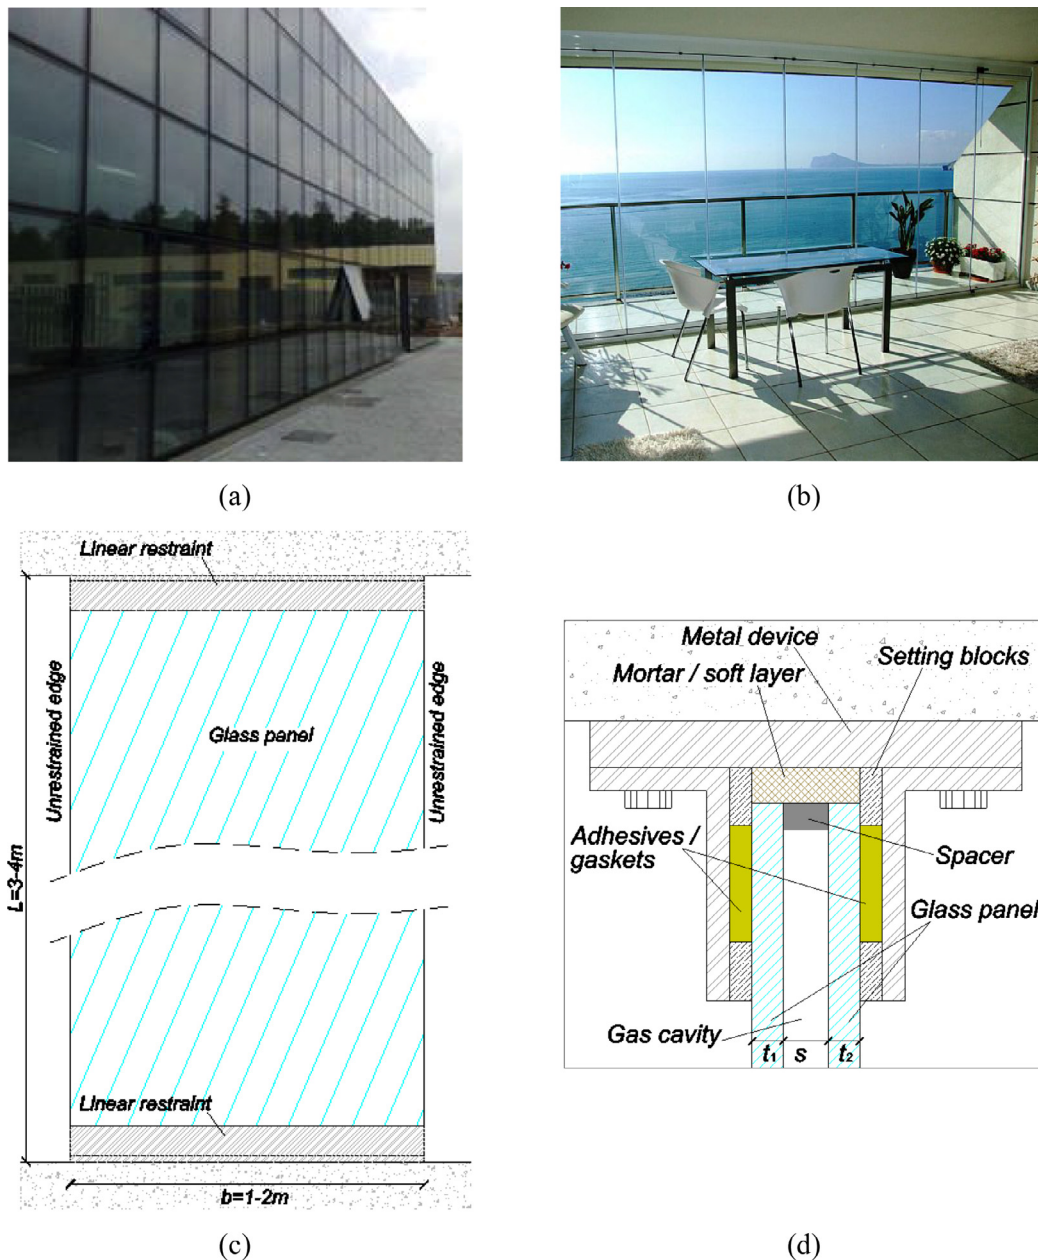 (a)
(b)
Linear restraint
Unrestrained edge
Glass panel
Unrestrained edge
L=3-4m
Linear restraint
b=1-2m
(c)
Metal device
Mortar / soft layer
Setting blocks
Adhesives /
gaskets
Spacer
Glass panel
Gas cavity
t1 s t2
(d)